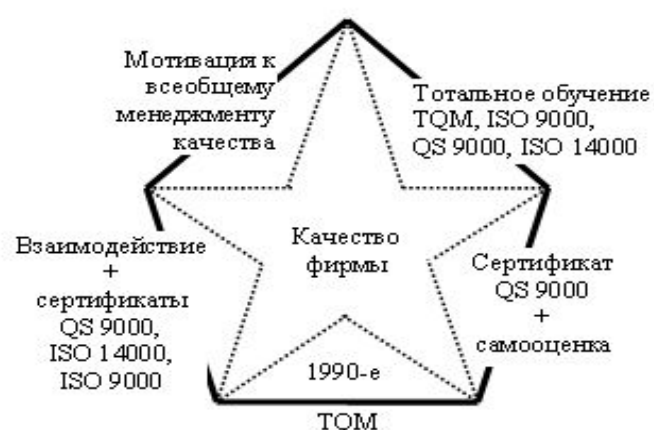 Мотивация к
всеобщему
менеджменту
качества
Тотальное обучение
TQM, ISO 9000,
QS 9000, ISO 14000
Взаимодействие
+
сертификаты
QS 9000,
ISO 14000,
ISO 9000
Качество
фирмы
Сертификат
QS 9000
+
самооценка
1990-е
TOM